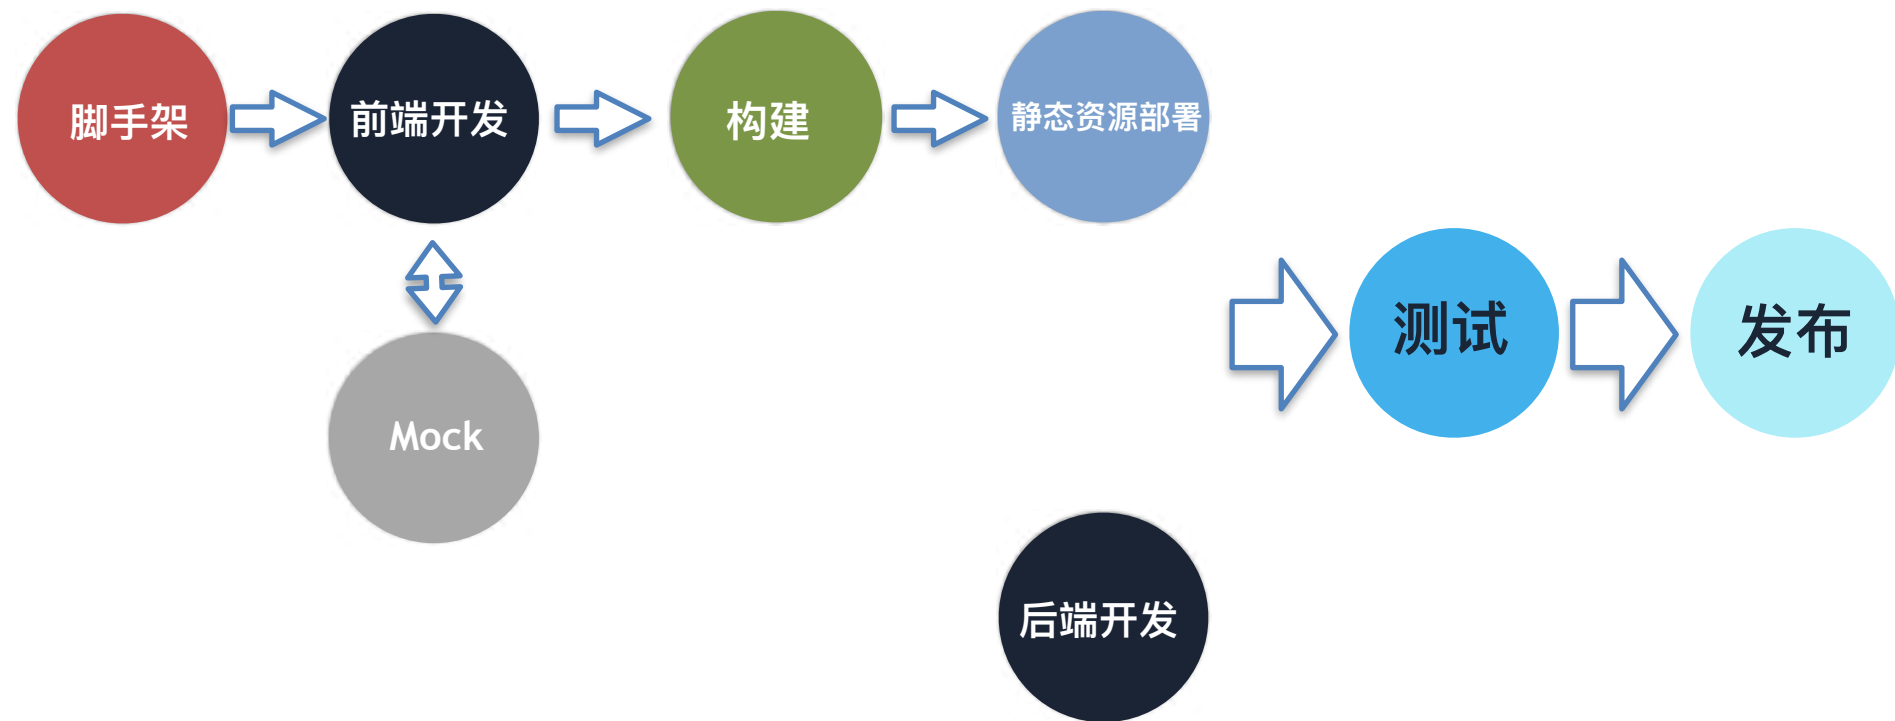 脚手架
前端开发
构建
静态资源部署
测试
发布
Mock
后端开发